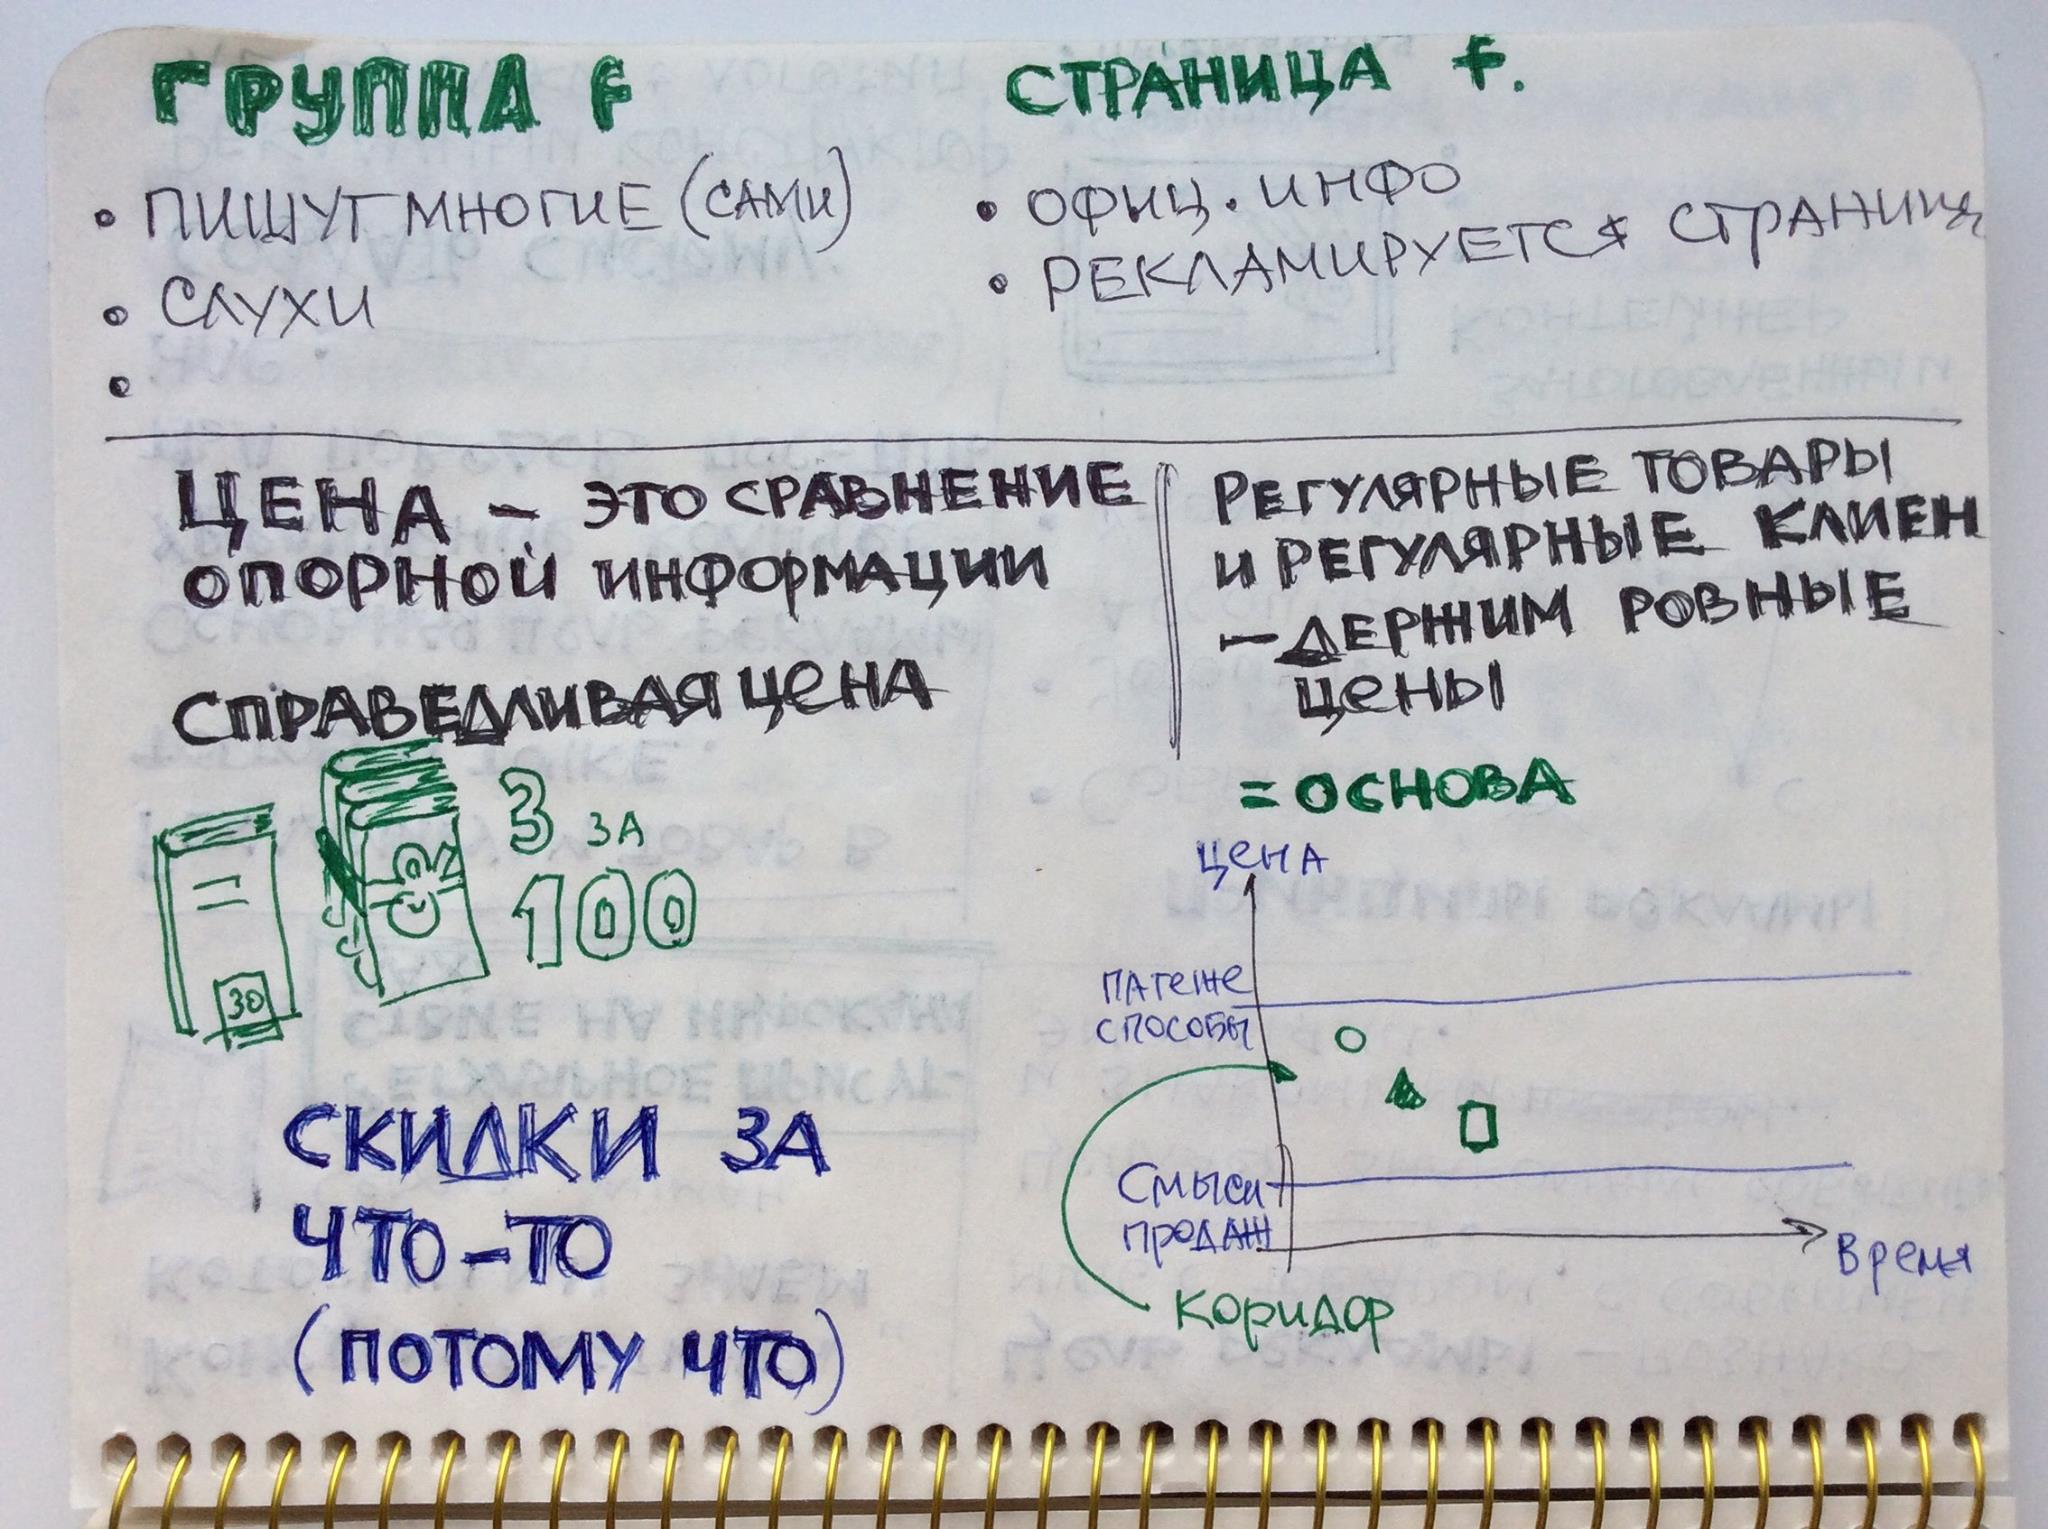 ГРУППА f
• ПИШУТ МНОГИЕ (САМИ)
• СЛУХИ
•
СТРАНИЦА f.
• ОФИЦ. ИНФО
• РЕКЛАМИРУЕТСЯ СТРАНИЦА
ЦЕНА – ЭТО СРАВНЕНИЕ
ОПОРНОЙ ИНФОРМАЦИИ
СПРАВЕДЛИВАЯ ЦЕНА
30
3 ЗА
100
СКИДКИ ЗА
ЧТО-ТО
(ПОТОМУ ЧТО)
РЕГУЛЯРНЫЕ ТОВАРЫ
И РЕГУЛЯРНЫЕ КЛИЕН
– ДЕРЖИМ РОВНЫЕ
ЦЕНЫ
= ОСНОВА
ЦЕНА
ПЛАТЕЖЕ
СПОСОБЫ
Смысл
продаж
Время
Коридор